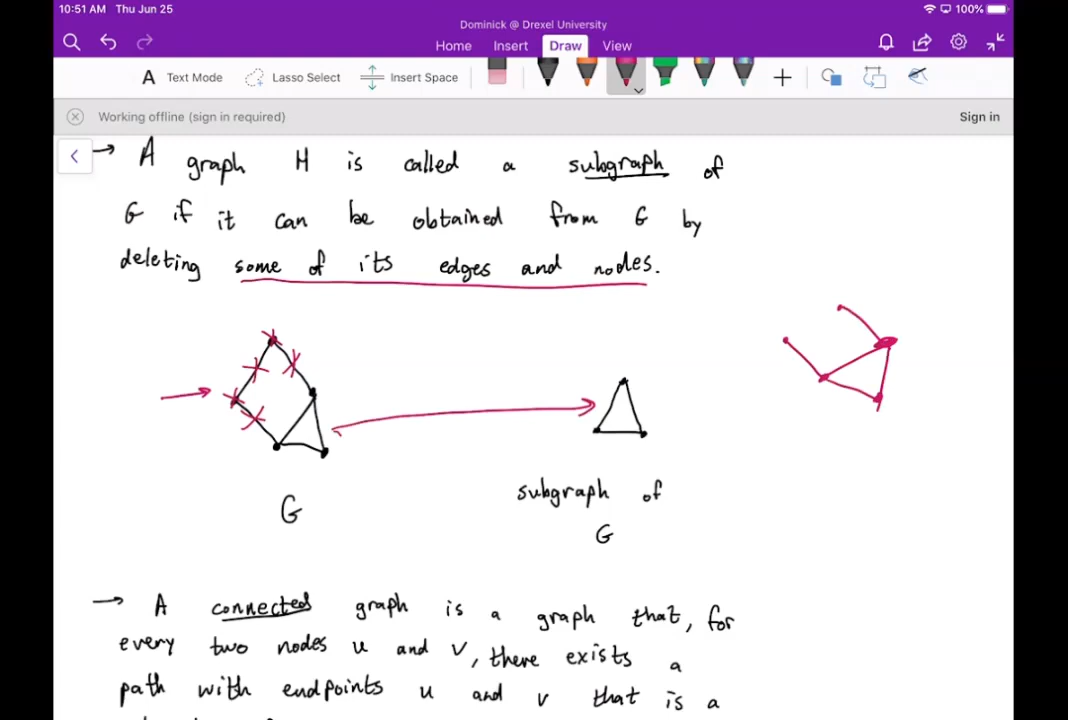 10:51 AM Thu Jun 25
100%
Dominick @ Drexel University
Home Insert Draw View
A Text Mode Lasso Select Insert Space
Working offline (sign in required) Sign in
→ A graph H is called a subgraph of
G if it can be obtained from G by
deleting some of its edges and nodes.
G
subgraph of
G
→ A connected graph is a graph that, for
every two nodes u and v, there exists a
path with endpoints u and v that is a